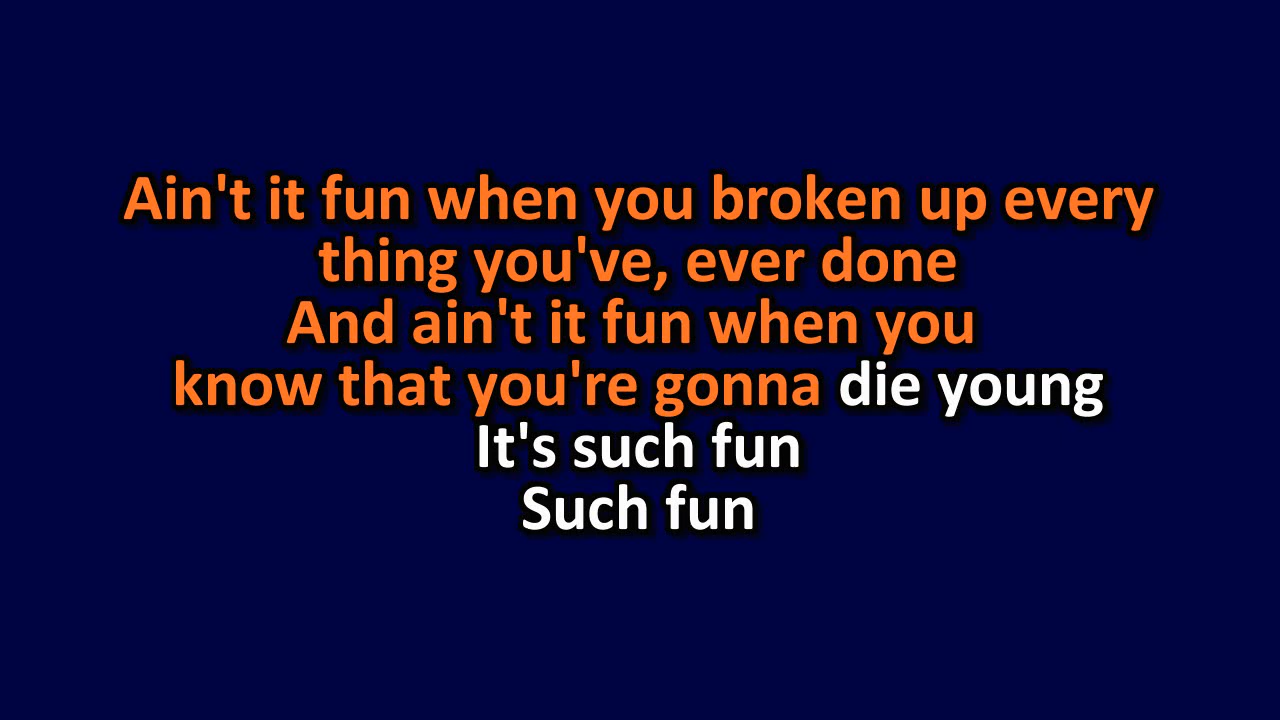 Ain't it fun when you broken up every
thing you've, ever done
And ain't it fun when you
know that you're gonna die young
It's such fun
Such fun